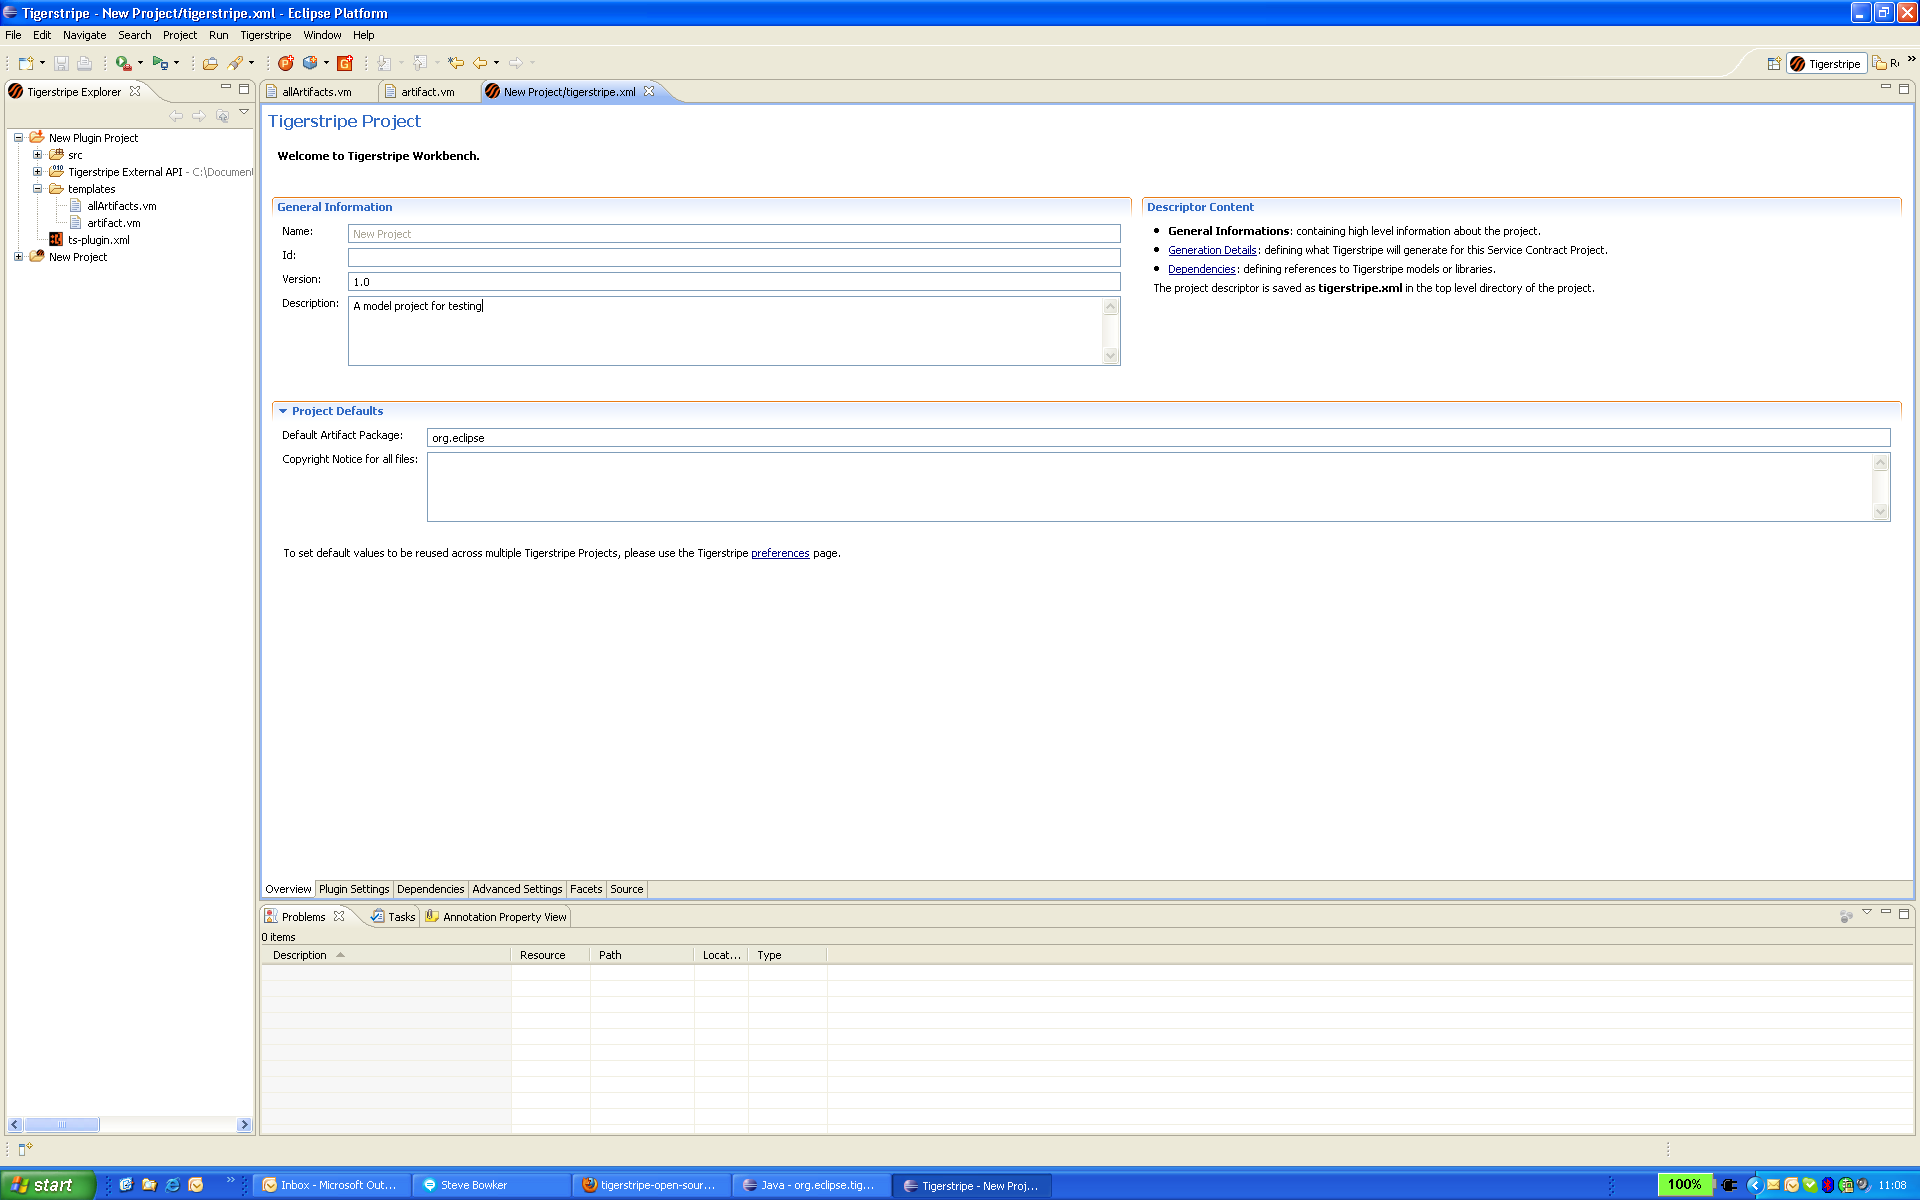 Tigerstripe - New Project/tigerstripe.xml - Eclipse Platform
File Edit Navigate Search Project Run Tigerstripe Window Help
Tigerstripe
Tigerstripe Explorer
allArtifacts.vm artifact.vm New Project/tigerstripe.xml
New Plugin Project
src
Tigerstripe External API - C:\Document
templates
allArtifacts.vm
artifact.vm
ts-plugin.xml
New Project
Tigerstripe Project
Welcome to Tigerstripe Workbench.
General Information
Name: New Project
Id:
Version: 1.0
Description: A model project for testing
Descriptor Content
General Informations: containing high level information about the project.
Generation Details: defining what Tigerstripe will generate for this Service Contract Project.
Dependencies: defining references to Tigerstripe models or libraries.
The project descriptor is saved as tigerstripe.xml in the top level directory of the project.
Project Defaults
Default Artifact Package: org.eclipse
Copyright Notice for all files:
To set default values to be reused across multiple Tigerstripe Projects, please use the Tigerstripe preferences page.
Overview Plugin Settings Dependencies Advanced Settings Facets Source
Problems Tasks Annotation Property View
0 items
Description Resource Path Locat... Type
start Inbox - Microsoft Out... Steve Bowker tigerstripe-open-sour... Java - org.eclipse.tig... Tigerstripe - New Proj... 100% 11:08